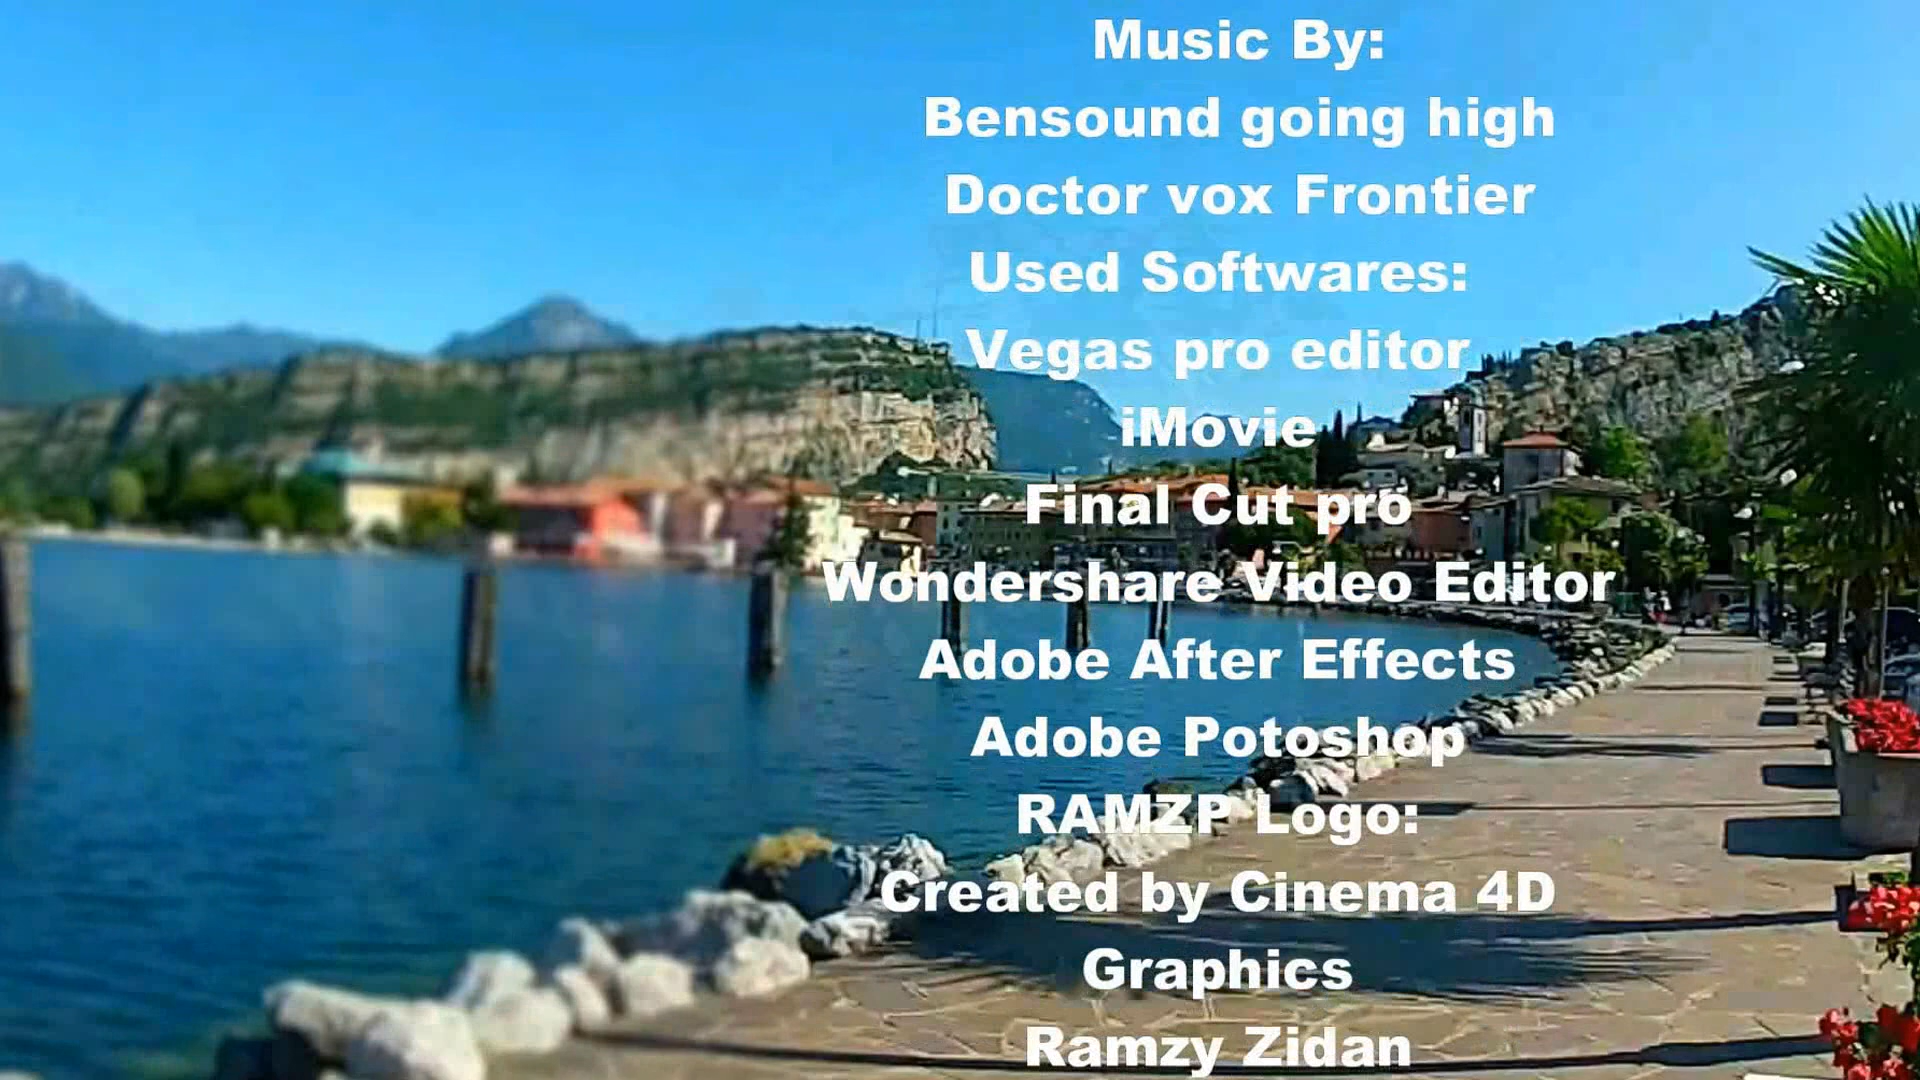 Music By:
Bensound going high
Doctor vox Frontier
Used Softwares:
Vegas pro editor
iMovie
Final Cut pro
Wondershare Video Editor
Adobe After Effects
Adobe Potoshop
RAMZP Logo:
Created by Cinema 4D
Graphics
Ramzy Zidan